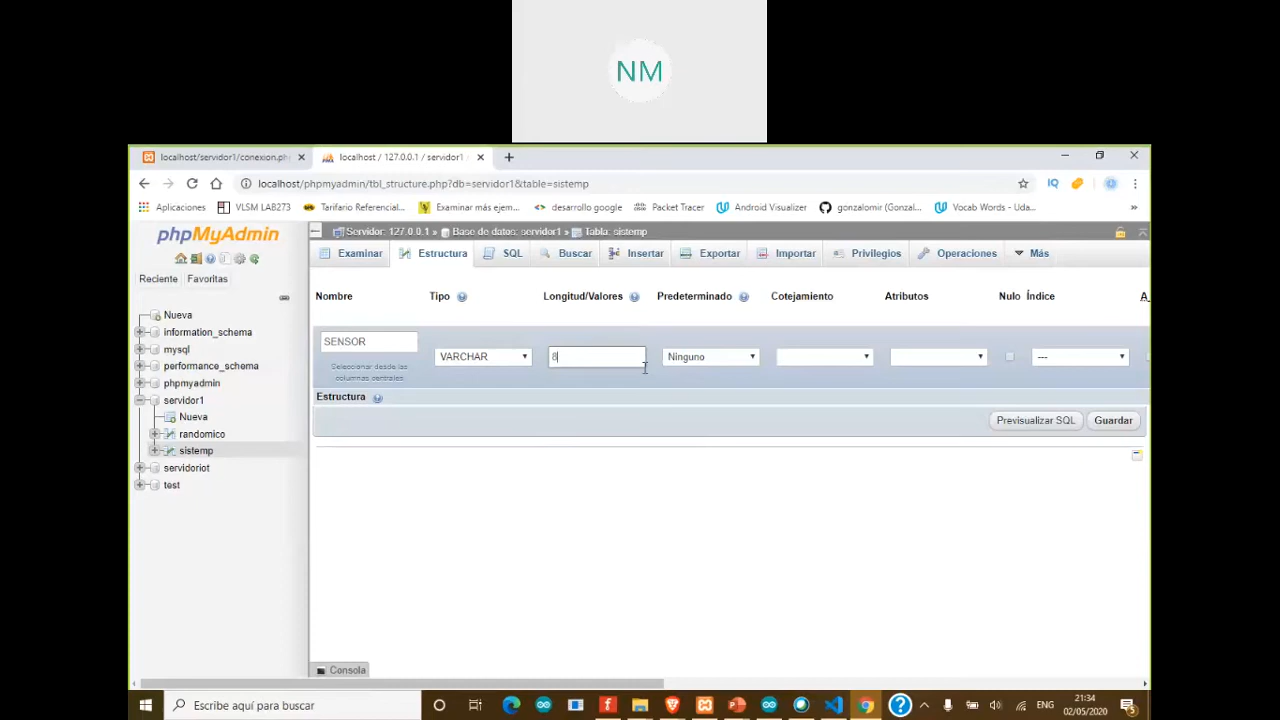 NM
localhost/servidor1/conexion.ph
localhost / 127.0.0.1 / servidor1
localhost/phpmyadmin/tbl_structure.php?db=servidor1&table=sistemp
IQ
Aplicaciones
VLSM LAB273
Tarifario Referencial...
Examinar más ejem...
desarrollo google
Packet Tracer
Android Visualizer
gonzalomir (Gonzal...
Vocab Words - Uda...
»
phpMyAdmin
Reciente
Favoritas
Nueva
information_schema
mysql
performance_schema
phpmyadmin
servidor1
Nueva
randomico
sistemp
servidoriot
test
Servidor: 127.0.0.1 » Base de datos: servidor1 » Tabla: sistemp
Examinar
Estructura
SQL
Buscar
Insertar
Exportar
Importar
Privilegios
Operaciones
Más
Nombre
Tipo
Longitud/Valores
Predeterminado
Cotejamiento
Atributos
Nulo
Índice
A_
SENSOR
Seleccionar desde las
columnas centrales
VARCHAR
8
Ninguno
---
Estructura
Previsualizar SQL
Guardar
Consola
Escribe aquí para buscar
ENG
21:34
02/05/2020